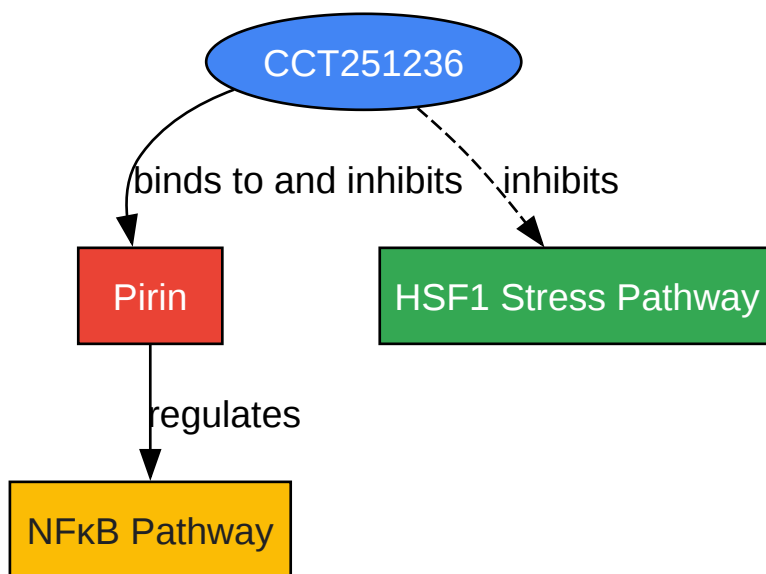 CCT251236
binds to and inhibits
inhibits
Pirin
HSF1 Stress Pathway
regulates
NFκB Pathway